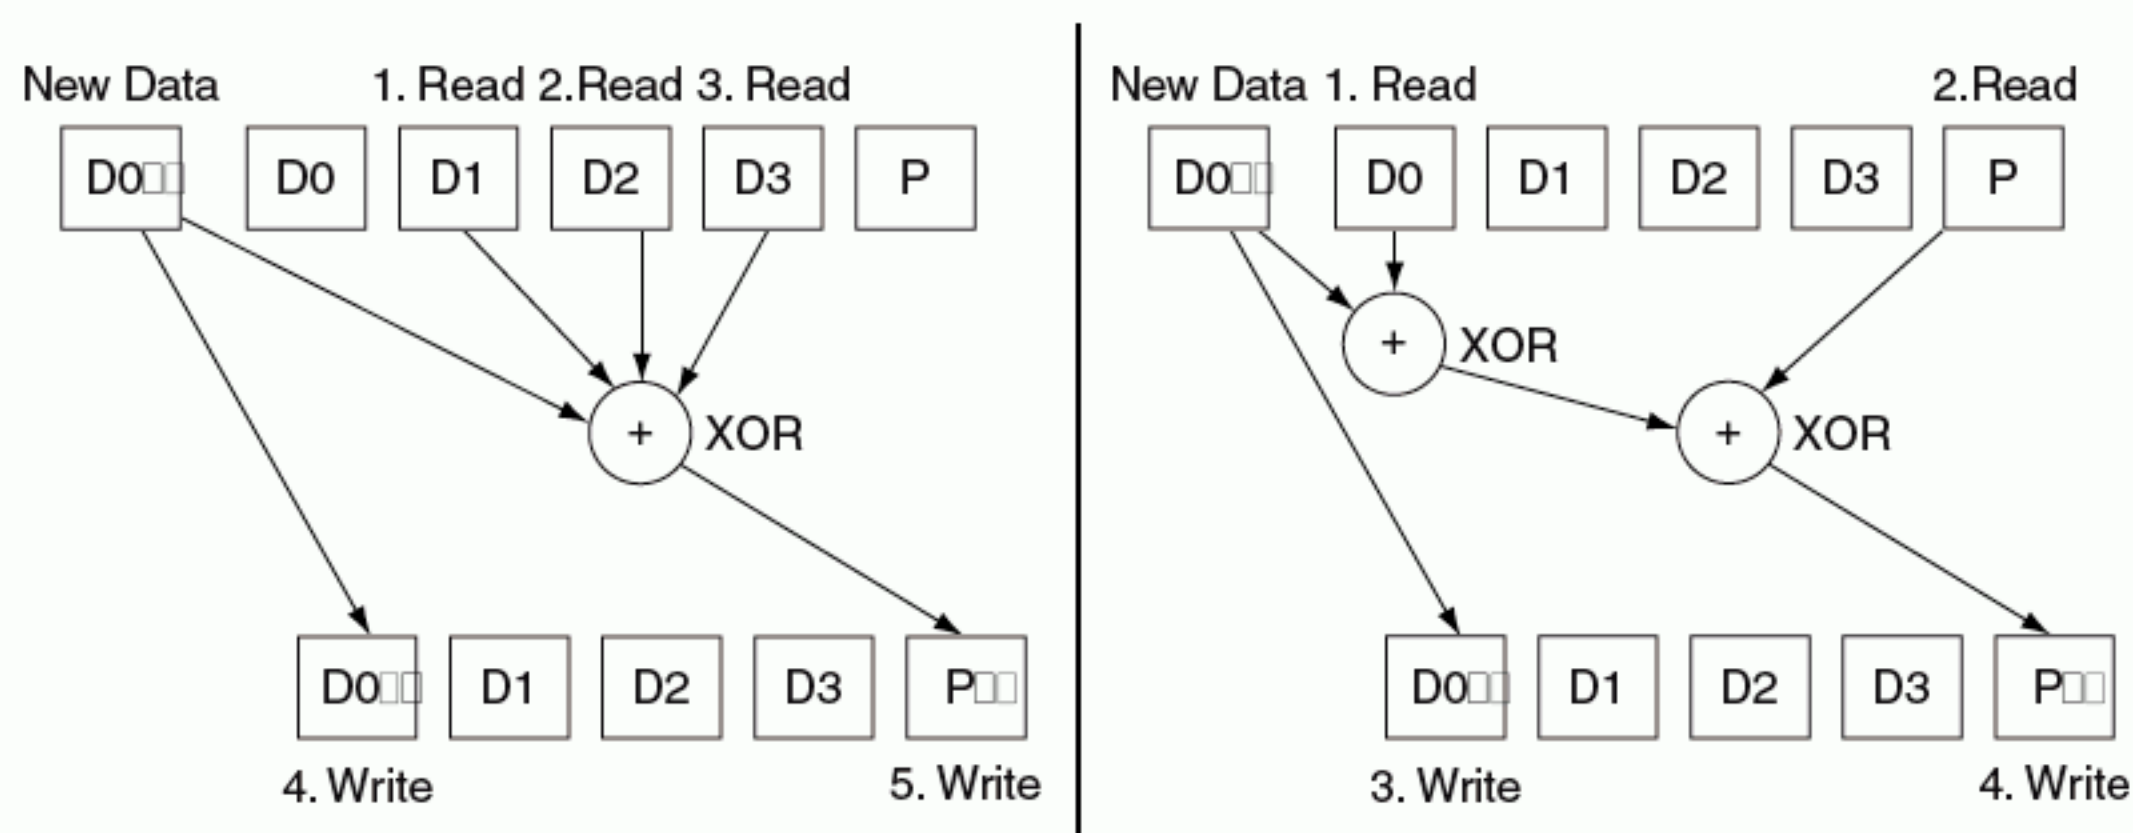 New Data 1. Read 2.Read 3. Read
D0□□ D0 D1 D2 D3 P
+ XOR
D0□□ D1 D2 D3 P□□
4. Write 5. Write
New Data 1. Read 2.Read
D0□□ D0 D1 D2 D3 P
+ XOR
+ XOR
D0□□ D1 D2 D3 P□□
3. Write 4. Write